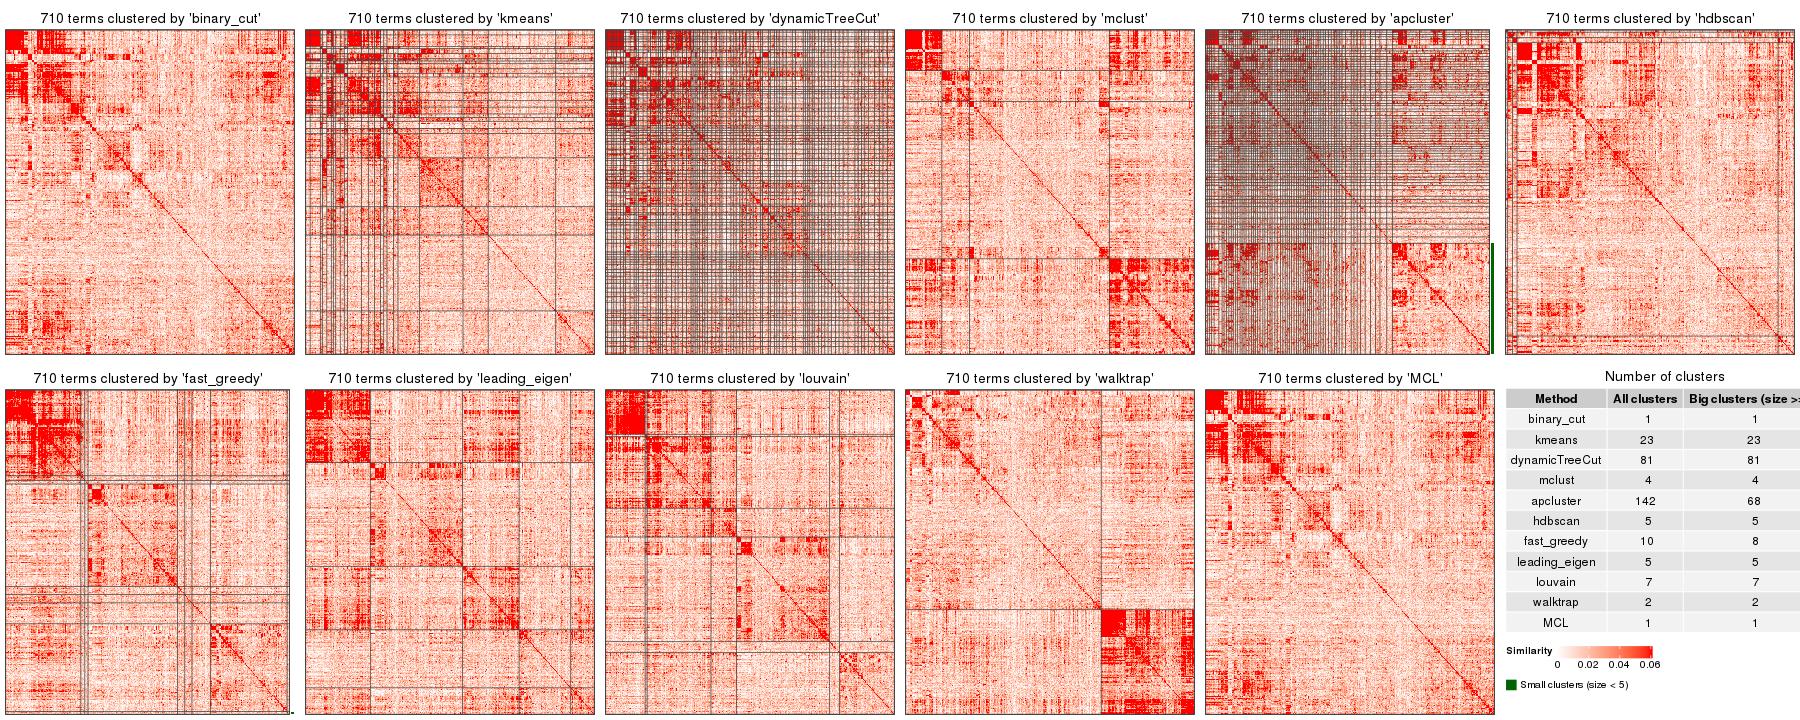 710 terms clustered by 'binary_cut'
710 terms clustered by 'kmeans'
710 terms clustered by 'dynamicTreeCut'
710 terms clustered by 'mclust'
710 terms clustered by 'apcluster'
710 terms clustered by 'hdbscan'
710 terms clustered by 'fast_greedy'
710 terms clustered by 'leading_eigen'
710 terms clustered by 'louvain'
710 terms clustered by 'walktrap'
710 terms clustered by 'MCL'
Number of clusters
Method All clusters Big clusters (size >=
binary_cut 1 1
kmeans 23 23
dynamicTreeCut 81 81
mclust 4 4
apcluster 142 68
hdbscan 5 5
fast_greedy 10 8
leading_eigen 5 5
louvain 7 7
walktrap 2 2
MCL 1 1
Similarity
0 0.02 0.04 0.06
Small clusters (size < 5)